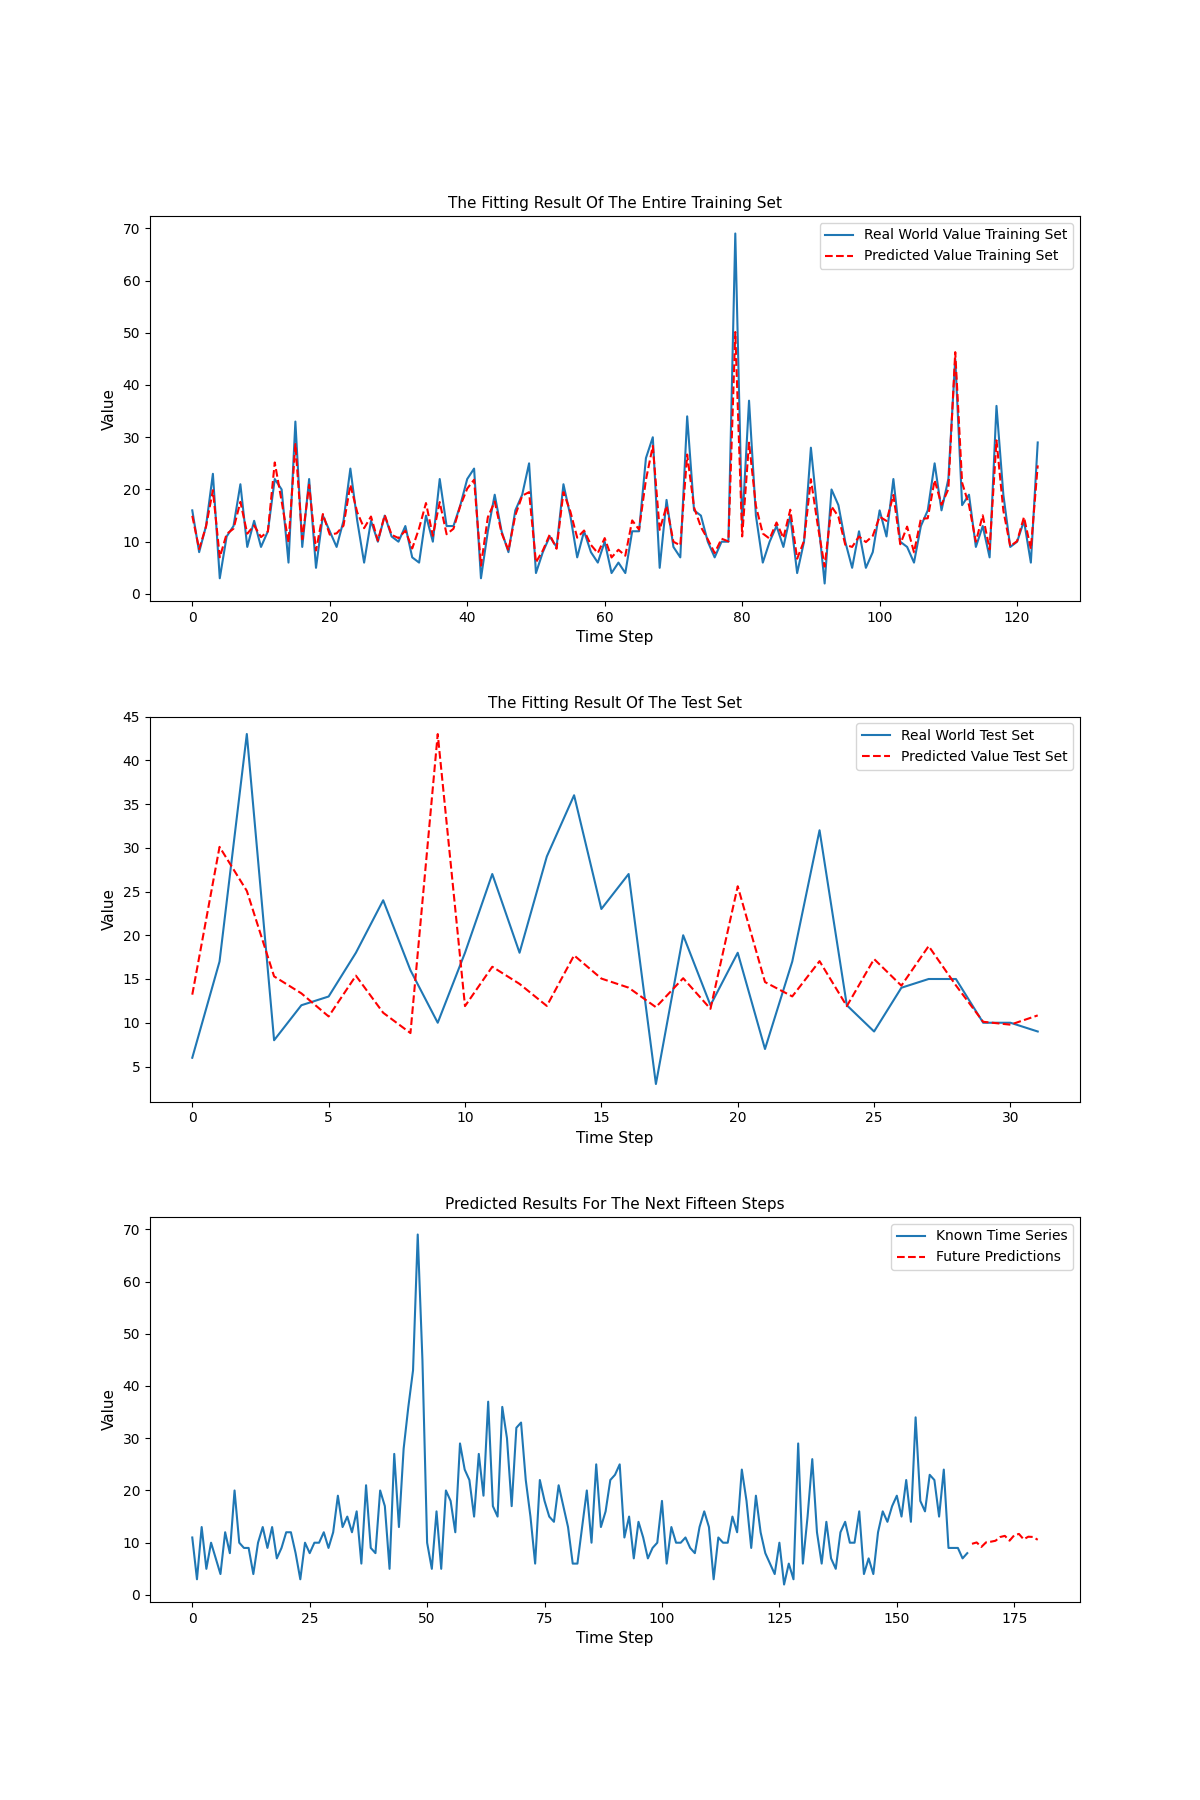 The Fitting Result Of The Entire Training Set
Real World Value Training Set
Predicted Value Training Set
Value
70
60
50
40
30
20
10
0
0 20 40 60 80 100 120
Time Step
The Fitting Result Of The Test Set
Real World Test Set
Predicted Value Test Set
Value
45
40
35
30
25
20
15
10
5
0 5 10 15 20 25 30
Time Step
Predicted Results For The Next Fifteen Steps
Known Time Series
Future Predictions
Value
70
60
50
40
30
20
10
0
0 25 50 75 100 125 150 175
Time Step